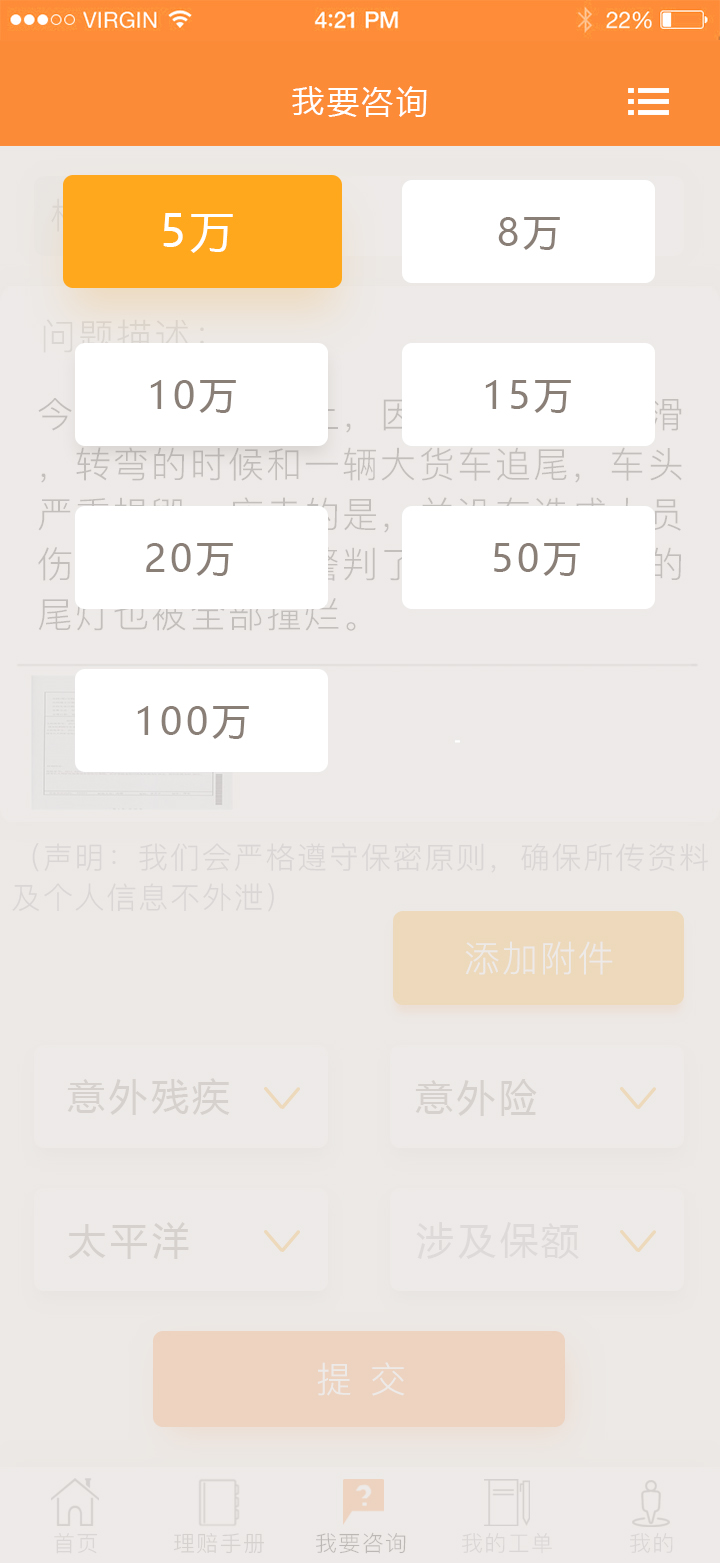 VIRGIN 4:21 PM 22%
我要咨询
5万 8万
问题描述：
10万 15万
今 上，因 滑
，转弯的时候和一辆大货车追尾，车头
严重损毁， 的是，并没有造成人员
20万 50万
伤 警判了 的
尾灯也被全部撞烂。
100万
（声明：我们会严格遵守保密原则，确保所传资料
及个人信息不外泄）
添加附件
意外残疾 意外险
太平洋 涉及保额
提 交
首页 理赔手册 我要咨询 我的工单 我的